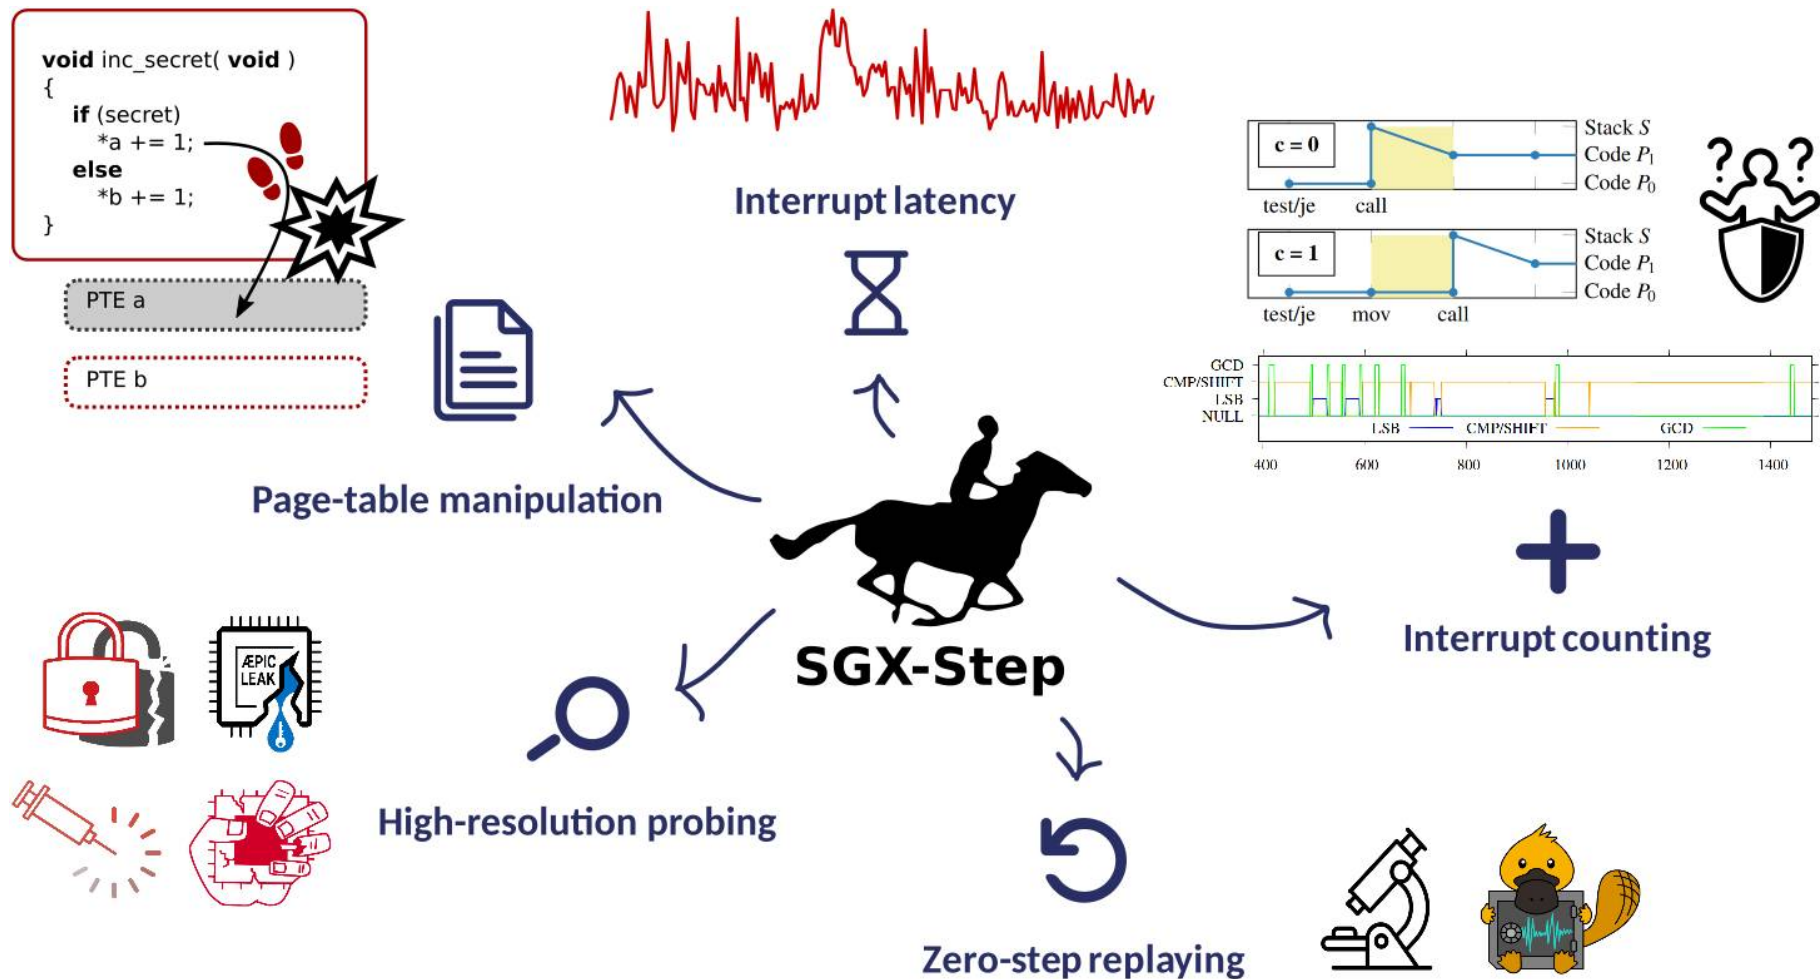 void inc_secret( void )
{
if (secret)
*a += 1;
else
*b += 1;
}
PTE a
PTE b
Interrupt latency
c = 0
Stack S
Code P1
Code P0
test/je call
c = 1
Stack S
Code P1
Code P0
test/je mov call
GCD
CMP/SHIFT
LSB
NULL
LSB CMP/SHIFT GCD
400 600 800 1000 1200 1400
Page-table manipulation
Interrupt counting
SGX-Step
ÆPIC
LEAK
High-resolution probing
Zero-step replaying